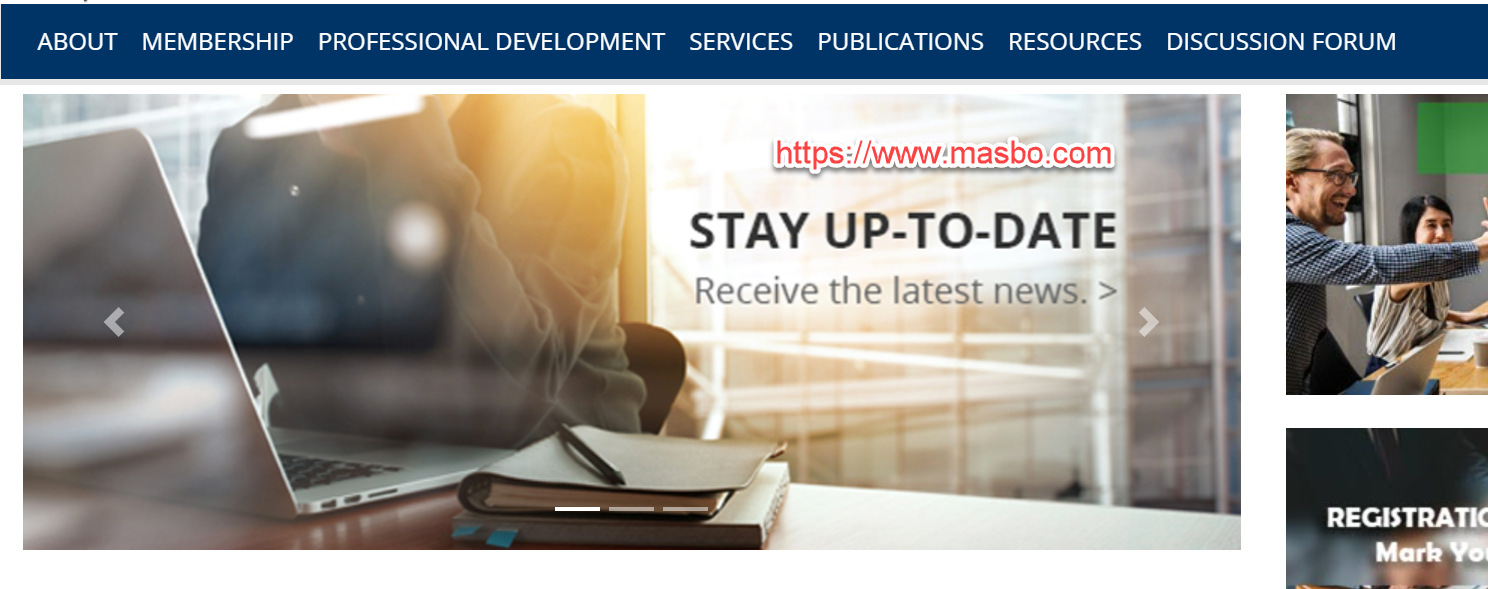 ABOUT MEMBERSHIP PROFESSIONAL DEVELOPMENT SERVICES PUBLICATIONS RESOURCES DISCUSSION FORUM
https://www.masbo.com
STAY UP-TO-DATE
Receive the latest news. >
Mark